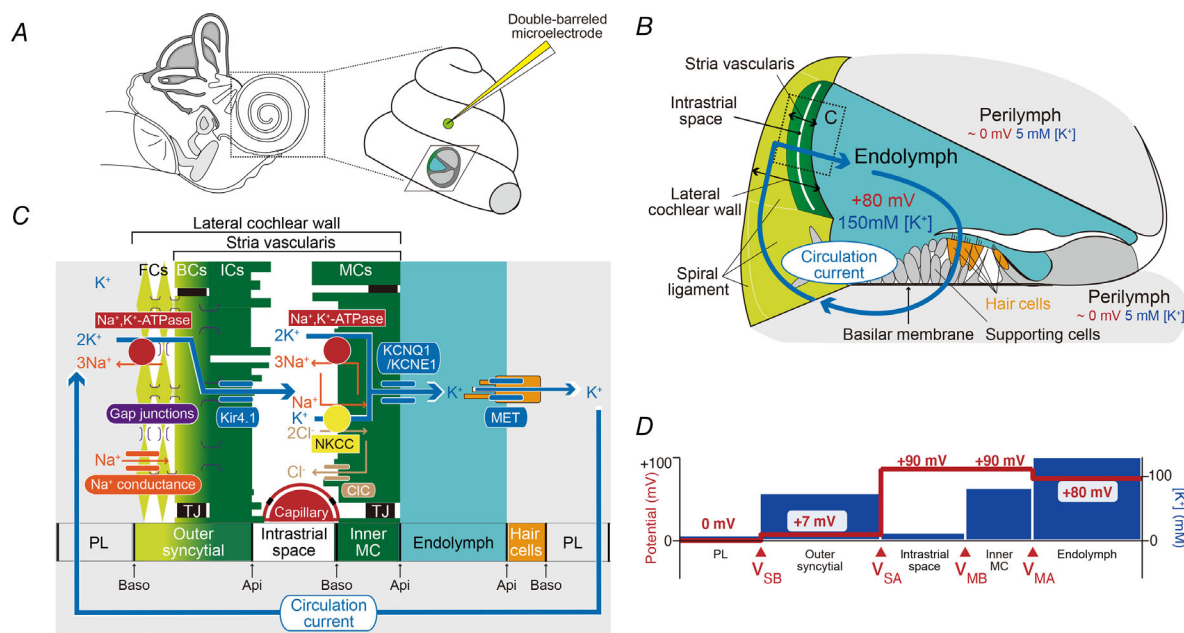 A
Double-barreled
microelectrode
B
Stria vascularis
Intrastrial
space
C
Perilymph
~ 0 mV 5 mM [K⁺]
Endolymph
+80 mV
150mM [K⁺]
Lateral
cochlear wall
Circulation
current
Spiral
ligament
Hair cells
Perilymph
~ 0 mV 5 mM [K⁺]
Basilar membrane
Supporting cells
C
Lateral cochlear wall
Stria vascularis
FCs
BCs
ICs
MCs
K⁺
Na⁺,K⁺-ATPase
Na⁺,K⁺-ATPase
2K⁺
3Na⁺
2K⁺
3Na⁺
KCNQ1
/KCNE1
Na⁺
K⁺
K⁺
K⁺
Gap junctions
Kir4.1
2Cl⁻
NKCC
MET
Na⁺
Na⁺ conductance
Cl⁻
ClC
TJ
Capillary
TJ
PL
Outer
syncytial
Intrastrial
space
Inner
MC
Endolymph
Hair
cells
PL
Baso
Api
Baso
Api
Api
Baso
Circulation
current
D
Potential (mV)
+100
0
0 mV
+7 mV
+90 mV
+90 mV
+80 mV
100
0
[K⁺] (mM)
PL
Outer
syncytial
Intrastrial
space
Inner
MC
Endolymph
V_SB
V_SA
V_MB
V_MA